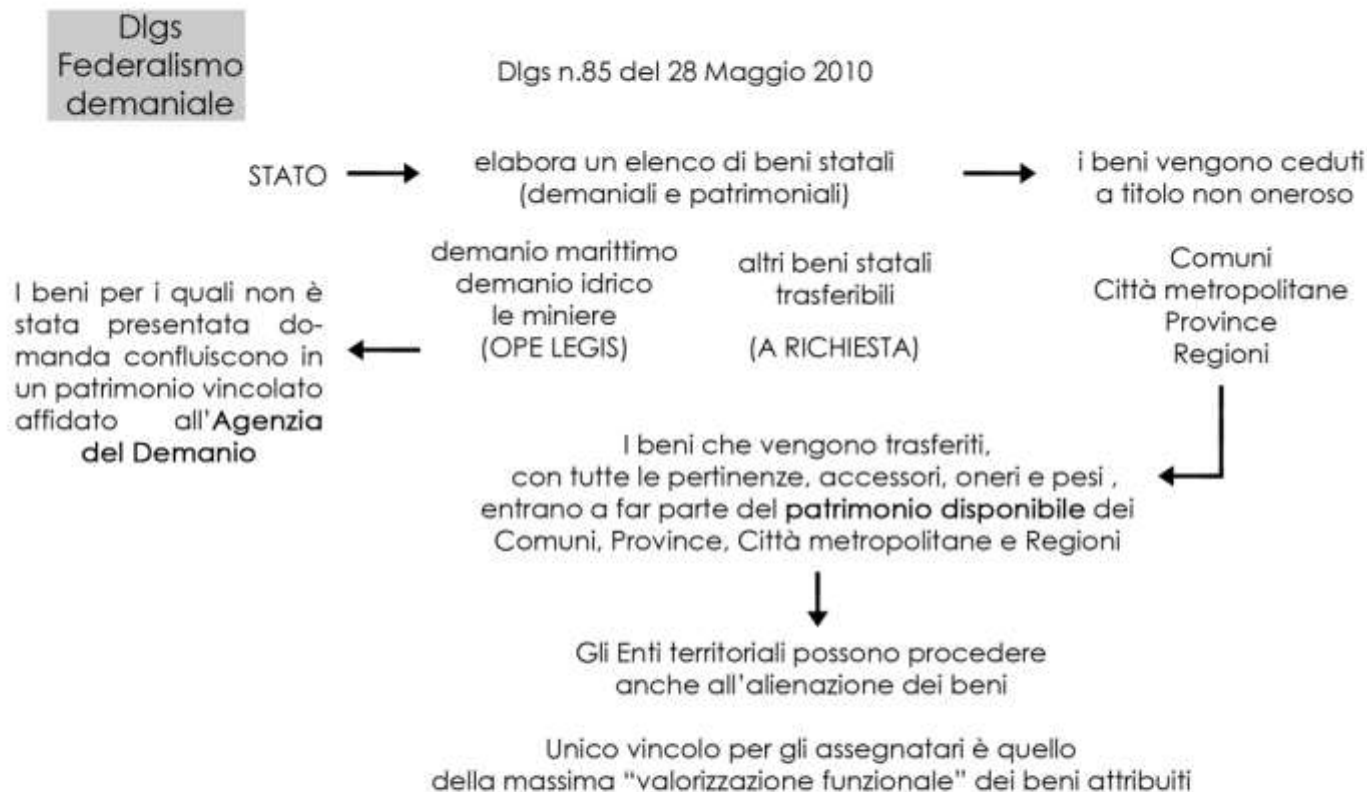 Dlgs
Federalismo
demaniale
Dlgs n.85 del 28 Maggio 2010
STATO
elabora un elenco di beni statali
(demaniali e patrimoniali)
i beni vengono ceduti
a titolo non oneroso
I beni per i quali non è
stata presentata do-
manda confluiscono in
un patrimonio vincolato
affidato all'Agenzia
del Demanio
demanio marittimo
demanio idrico
le miniere
(OPE LEGIS)
altri beni statali
trasferibili
(A RICHIESTA)
Comuni
Città metropolitane
Province
Regioni
I beni che vengono trasferiti,
con tutte le pertinenze, accessori, oneri e pesi ,
entrano a far parte del patrimonio disponibile dei
Comuni, Province, Città metropolitane e Regioni
Gli Enti territoriali possono procedere
anche all'alienazione dei beni
Unico vincolo per gli assegnatari è quello
della massima “valorizzazione funzionale” dei beni attribuiti